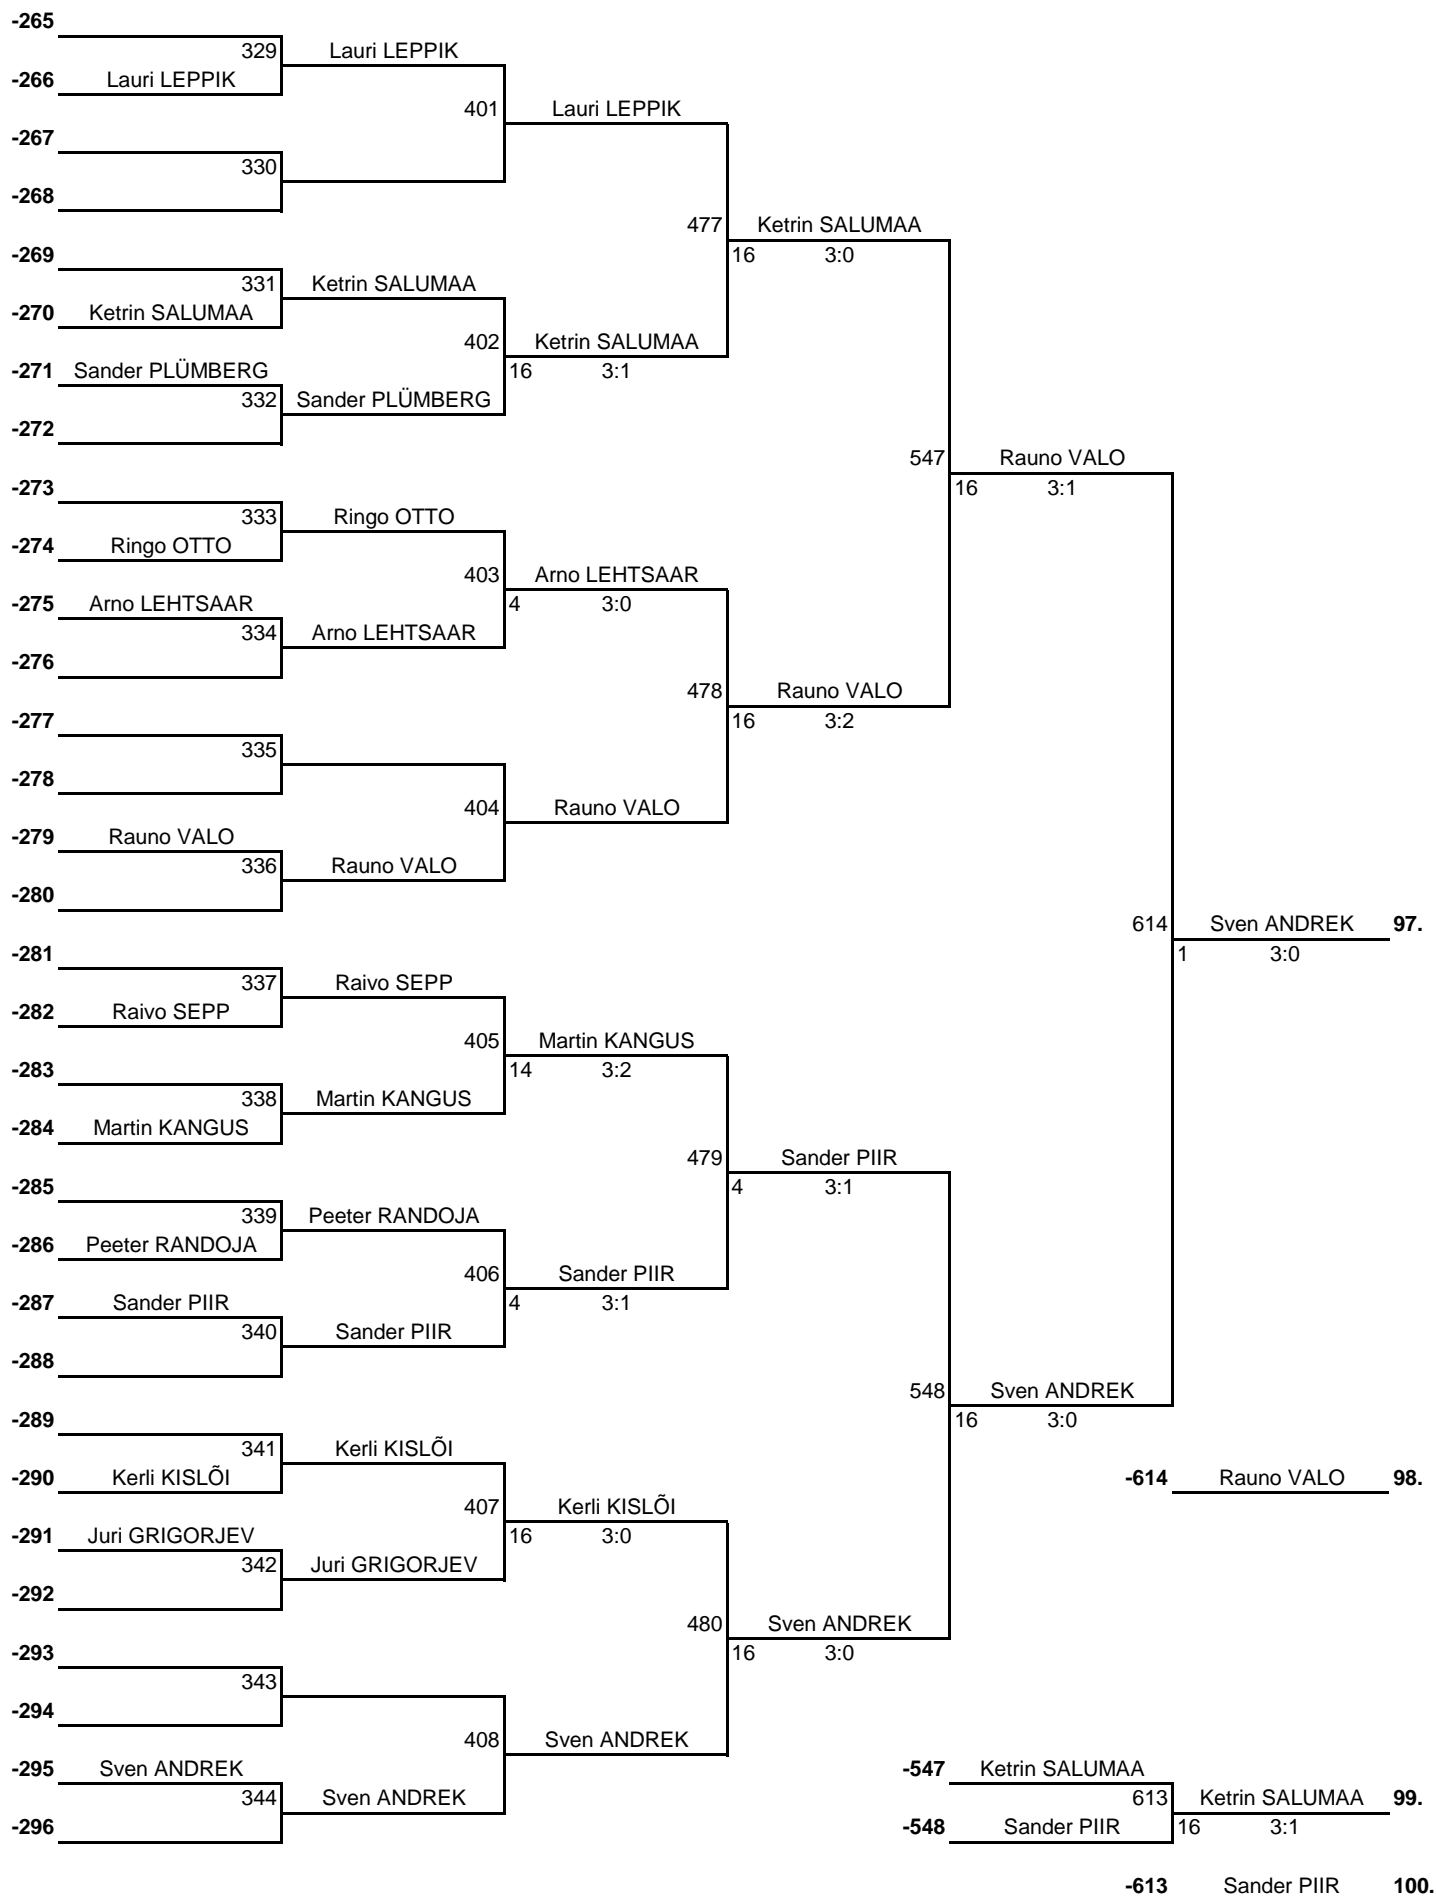 -265
329 Lauri LEPPIK
-266 Lauri LEPPIK
401 Lauri LEPPIK
-267
330
-268
477 Ketrin SALUMAA
-269 16 3:0
331 Ketrin SALUMAA
-270 Ketrin SALUMAA
402 Ketrin SALUMAA
-271 Sander PLÜMBERG 16 3:1
332 Sander PLÜMBERG
-272
547 Rauno VALO
-273 16 3:1
333 Ringo OTTO
-274 Ringo OTTO
403 Arno LEHTSAAR
-275 Arno LEHTSAAR 4 3:0
334 Arno LEHTSAAR
-276
478 Rauno VALO
-277 16 3:2
335
-278
404 Rauno VALO
-279 Rauno VALO
336 Rauno VALO
-280
614 Sven ANDREK 97.
-281 1 3:0
337 Raivo SEPP
-282 Raivo SEPP
405 Martin KANGUS
-283 14 3:2
338 Martin KANGUS
-284 Martin KANGUS
479 Sander PIIR
-285 4 3:1
339 Peeter RANDOJA
-286 Peeter RANDOJA
406 Sander PIIR
-287 Sander PIIR 4 3:1
340 Sander PIIR
-288
548 Sven ANDREK
-289 16 3:0
341 Kerli KISLÕI
-290 Kerli KISLÕI -614 Rauno VALO 98.
407 Kerli KISLÕI
-291 Juri GRIGORJEV 16 3:0
342 Juri GRIGORJEV
-292
480 Sven ANDREK
-293 16 3:0
343
-294
408 Sven ANDREK
-295 Sven ANDREK -547 Ketrin SALUMAA
344 Sven ANDREK 613 Ketrin SALUMAA 99.
-296 -548 Sander PIIR 16 3:1
-613 Sander PIIR 100.